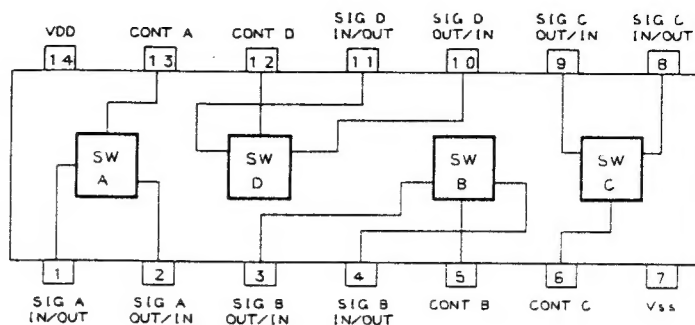 VDD CONT A CONT D SIG D SIG D SIG C SIG C
IN/OUT OUT/IN OUT/IN IN/OUT
14 13 12 11 10 9 8
SW SW SW SW
A D B C
1 2 3 4 5 6 7
SIG A SIG A SIG B SIG B CONT B CONT C Vss
IN/OUT OUT/IN OUT/IN IN/OUT